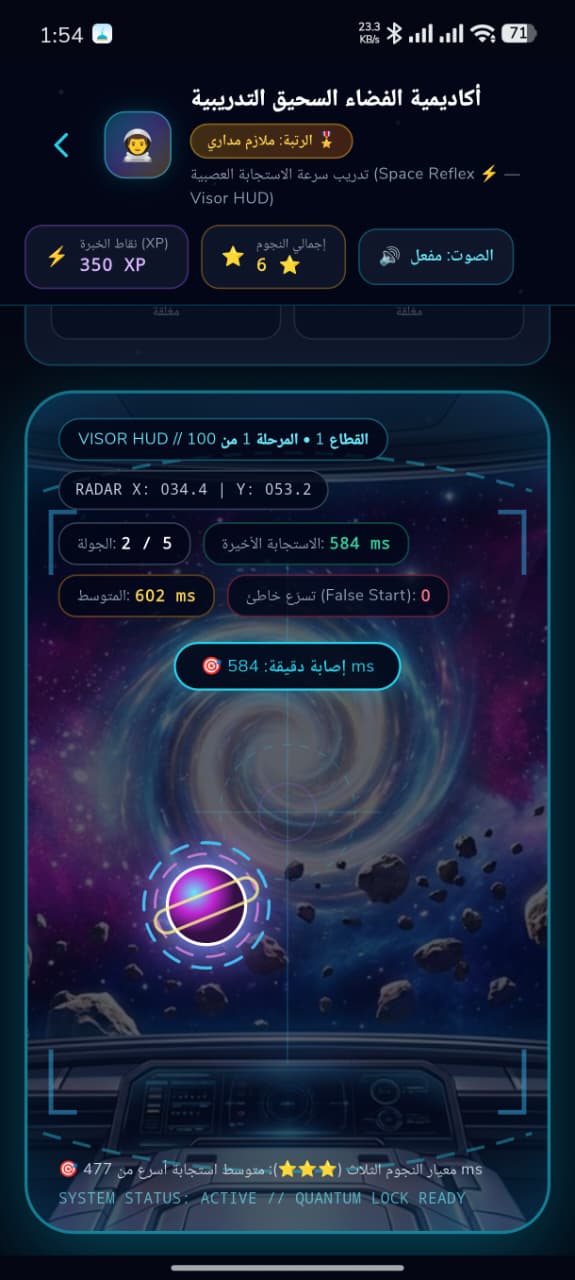 1:54
23.3 KB/s
71
أكاديمية الفضاء السحيق التدريبية
الرتبة: ملازم مداري
تدريب سرعة الاستجابة العصبية (Space Reflex ⚡ —
Visor HUD)
الصوت: مفعل
إجمالي النجوم
6 ⭐
نقاط الخبرة (XP)
350 XP
مغلقة
مغلقة
VISOR HUD // القطاع 1 • المرحلة 1 من 100
RADAR X: 034.4 | Y: 053.2
الجولة: 2 / 5
الاستجابة الأخيرة: 584 ms
المتوسط: 602 ms
تسرّع خاطئ (False Start): 0
🎯 إصابة دقيقة: 584 ms
🎯 معيار النجوم الثلاث (⭐⭐⭐): متوسط استجابة أسرع من 477 ms
SYSTEM STATUS: ACTIVE // QUANTUM LOCK READY